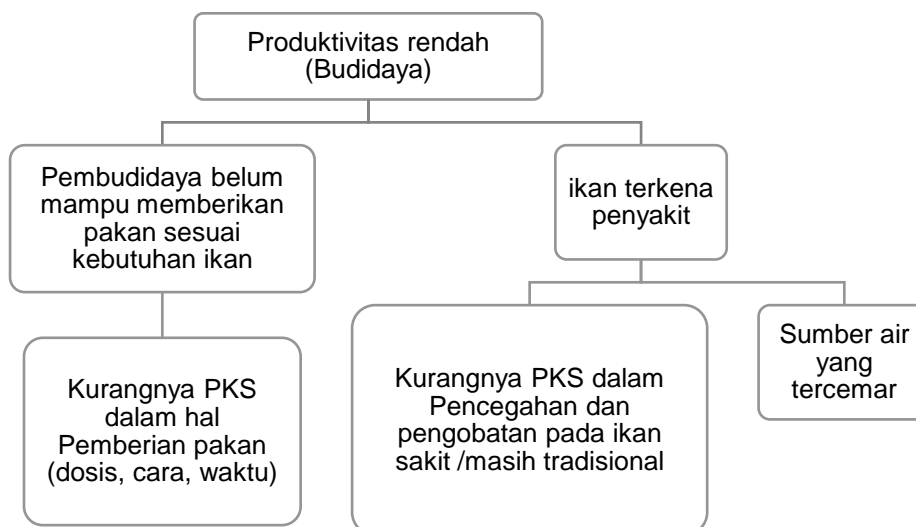 Produktivitas rendah
(Budidaya)
Pembudidaya belum
mampu memberikan
pakan sesuai
kebutuhan ikan
ikan terkena
penyakit
Kurangnya PKS
dalam hal
Pemberian pakan
(dosis, cara, waktu)
Kurangnya PKS dalam
Pencegahan dan
pengobatan pada ikan
sakit /masih tradisional
Sumber air
yang
tercemar